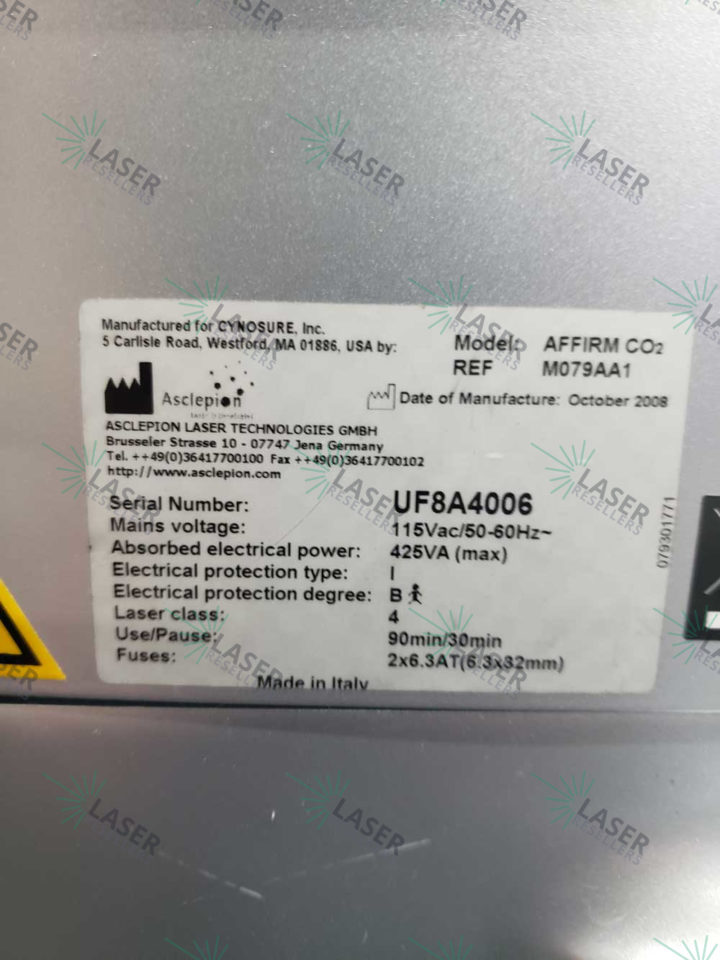 Manufactured for CYNOSURE, Inc.
5 Carlisle Road, Westford, MA 01886, USA by:
Model: AFFIRM CO₂
REF M079AA1
Asclepion
Date of Manufacture: October 2008
ASCLEPION LASER TECHNOLOGIES GMBH
Brusseler Strasse 10 - 07747 Jena Germany
Tel. ++49(0)36417700100 Fax ++49(0)36417700102
http://www.asclepion.com
Serial Number: UF8A4006
Mains voltage: 115Vac/50-60Hz~
Absorbed electrical power: 425VA (max)
Electrical protection type: I
Electrical protection degree: B
Laser class: 4
Use/Pause: 90min/30min
Fuses: 2x6.3AT(6.3x32mm)
Made in Italy
079301771
LASER
RESELLERS